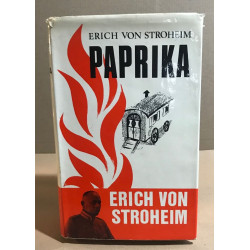 ERICH VON STROHEIM
PAPRIKA
ERICH VON
STROHEIM